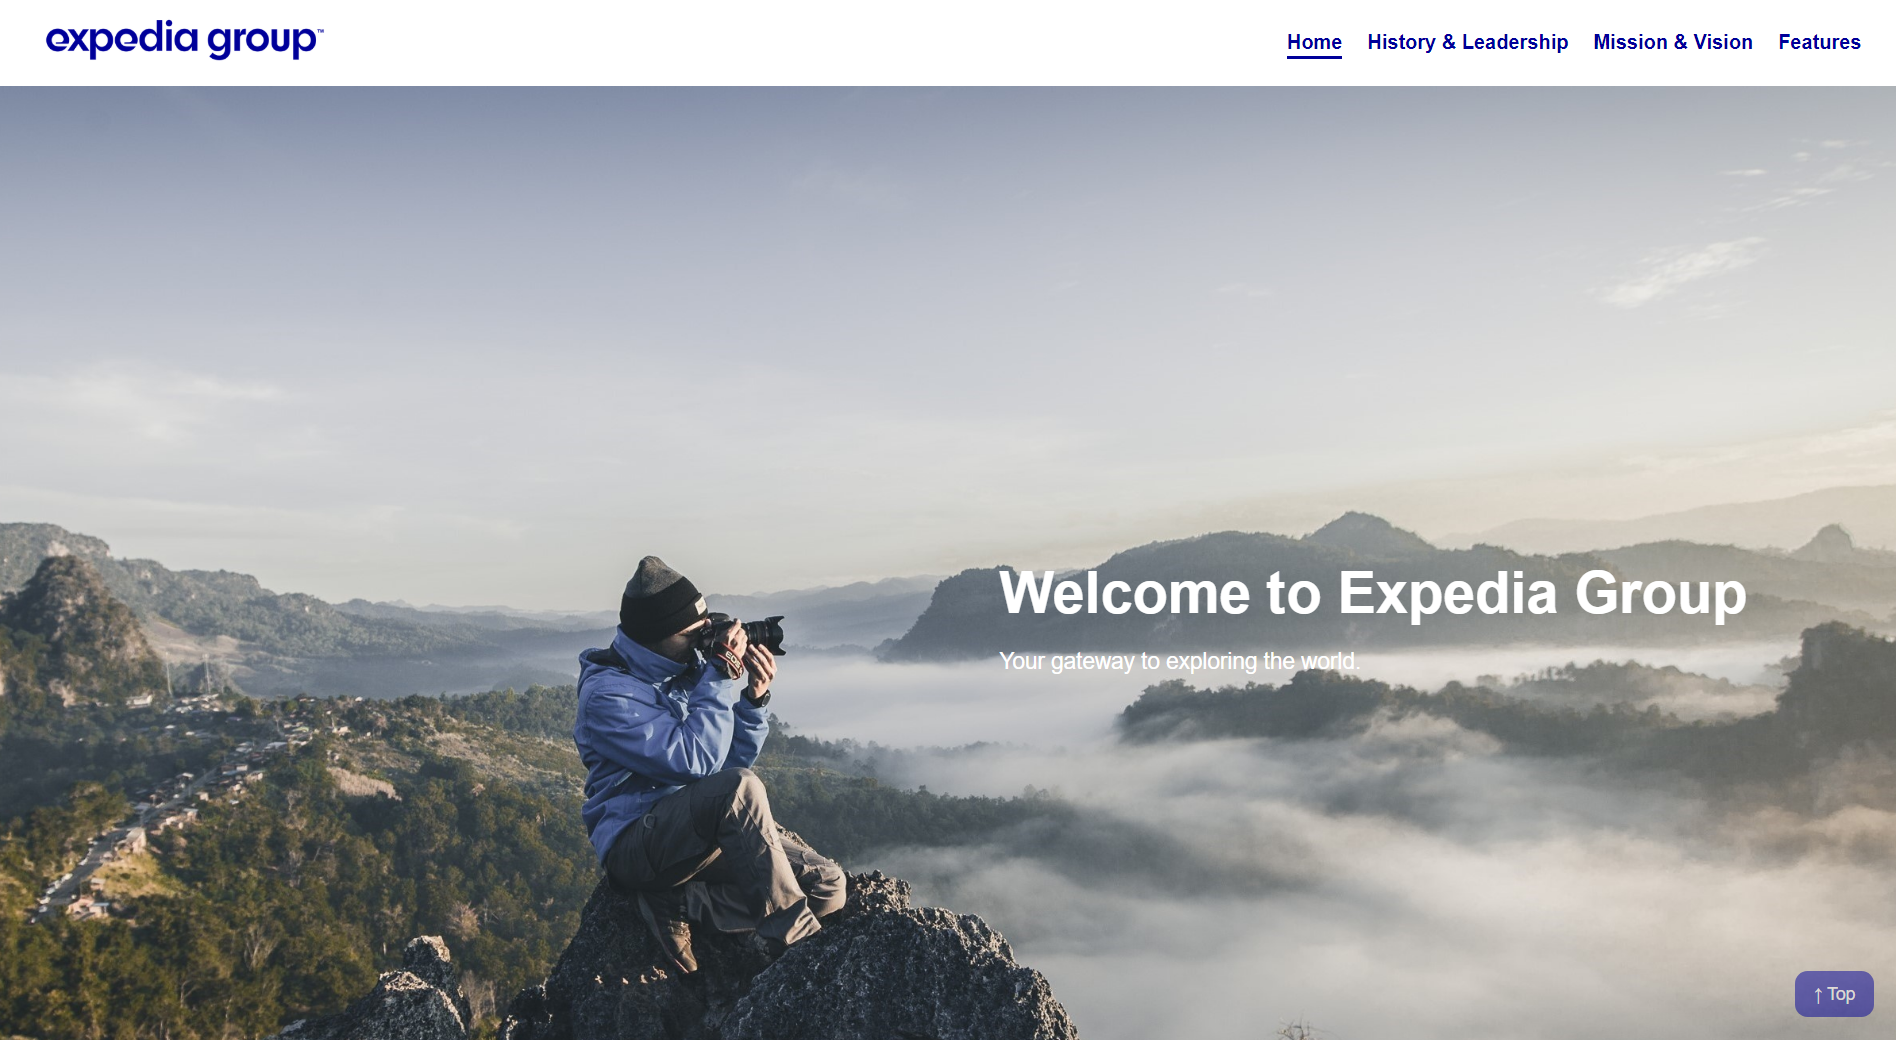 expedia group™
Home
History & Leadership
Mission & Vision
Features
Welcome to Expedia Group
Your gateway to exploring the world.
EOS
↑ Top